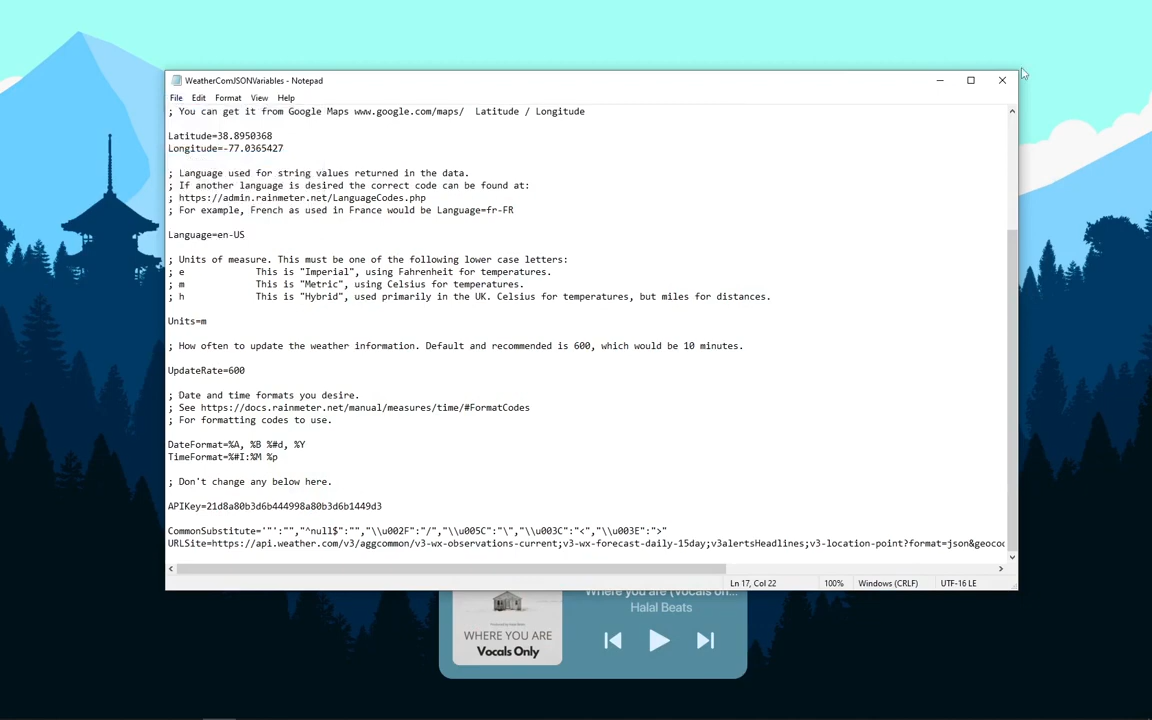 WeatherComJSONVariables - Notepad
File Edit Format View Help
; You can get it from Google Maps www.google.com/maps/  Latitude / Longitude
Latitude=38.8950368
Longitude=-77.0365427
; Language used for string values returned in the data.
; If another language is desired the correct code can be found at:
; https://admin.rainmeter.net/LanguageCodes.php
; For example, French as used in France would be Language=fr-FR
Language=en-US
; Units of measure. This must be one of the following lower case letters:
; e This is "Imperial", using Fahrenheit for temperatures.
; m This is "Metric", using Celsius for temperatures.
; h This is "Hybrid", used primarily in the UK. Celsius for temperatures, but miles for distances.
Units=m
; How often to update the weather information. Default and recommended is 600, which would be 10 minutes.
UpdateRate=600
; Date and time formats you desire.
; See https://docs.rainmeter.net/manual/measures/time/#FormatCodes
; For formatting codes to use.
DateFormat=%A, %B %#d, %Y
TimeFormat=%#I:%M %p
; Don't change any below here.
APIKey=21d8a80b3d6b444998a80b3d6b1449d3
CommonSubstitute='"':"","^null$":"","\\u002F":"/","\\u005C":"\","\\u003C":"<","\\u003E":">"
URLSite=https://api.weather.com/v3/aggcommon/v3-wx-observations-current;v3-wx-forecast-daily-15day;v3alertsHeadlines;v3-location-point?format=json&geoco
Ln 17, Col 22 100% Windows (CRLF) UTF-16 LE
Where you are (Vocals on...
Halal Beats
WHERE YOU ARE
Vocals Only